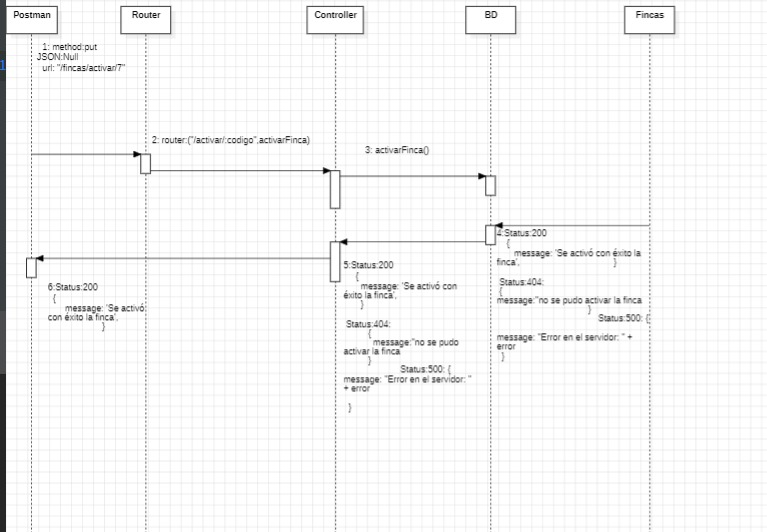 Postman
Router
Controller
BD
Fincas
1: method:put
JSON:Null
url: "/fincas/activar/7"
2: router:("/activar/:codigo",activarFinca)
3: activarFinca()
4:Status:200
{
message: 'Se activó con éxito la
finca',
}
Status:404:
{
message:"no se pudo activar la finca
}
Status:500: {
message: "Error en el servidor: " +
error
}
5:Status:200
{
message: 'Se activó con
éxito la finca',
}
Status:404:
{
message:"no se pudo
activar la finca
}
Status:500: {
message: "Error en el servidor: "
+ error
}
6:Status:200
{
message: 'Se activó
con éxito la finca',
}